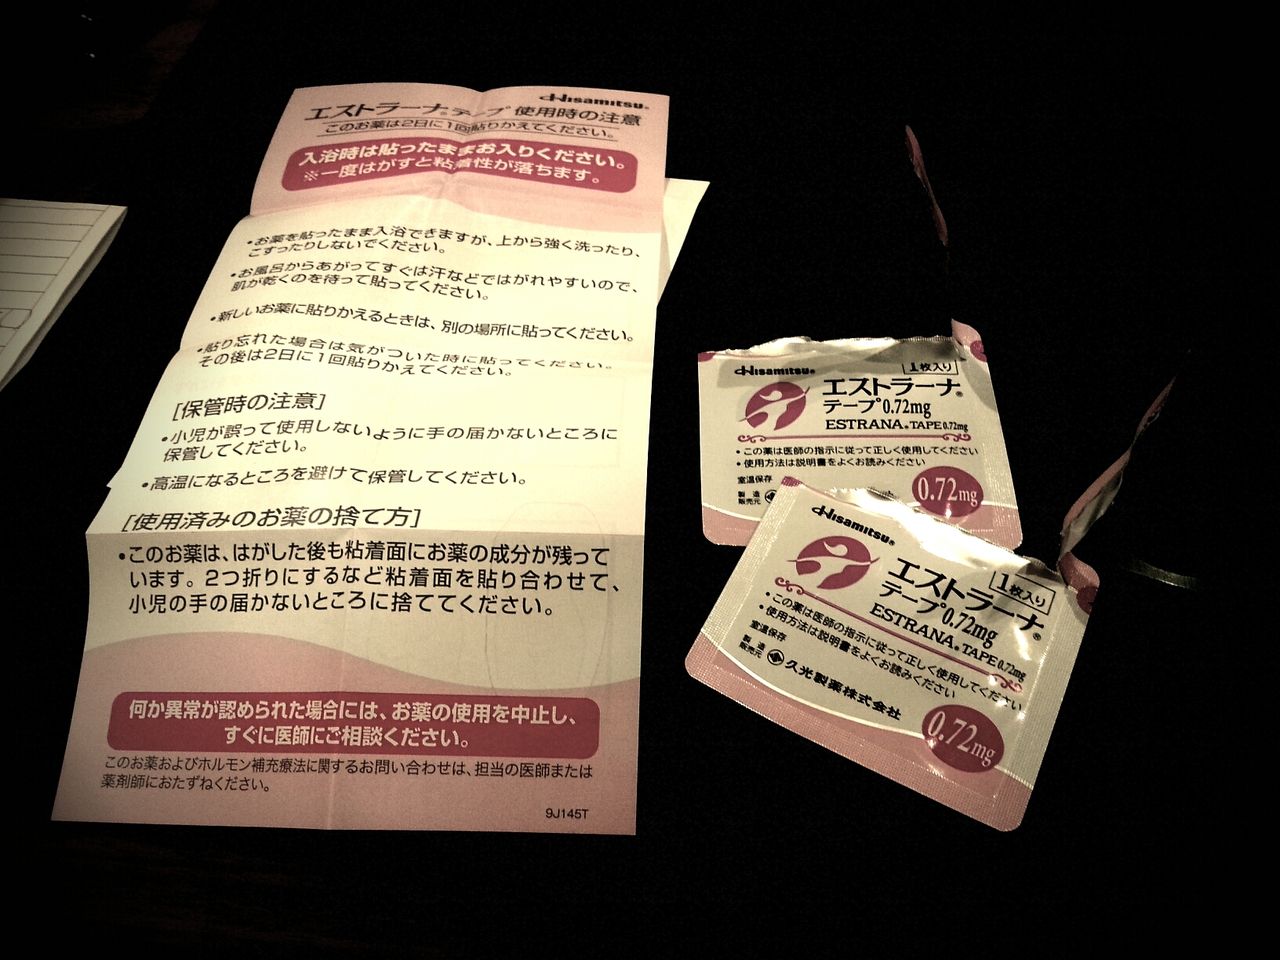 Hisamitsu®
エストラーナ®テープ 使用時の注意
このお薬は2日に1回貼りかえてください。
入浴時は貼ったままお入りください。
※一度はがすと粘着性が落ちます。
・お薬を貼ったまま入浴できますが、上から強く洗ったり、
こすったりしないでください。
・お風呂からあがってすぐは汗などではがれやすいので、
肌が乾くのを待って貼ってください。
・新しいお薬に貼りかえるときは、別の場所に貼ってください。
・貼り忘れた場合は気がついた時に貼ってください。
その後は2日に1回貼りかえてください。
[保管時の注意]
・小児が誤って使用しないように手の届かないところに
保管してください。
・高温になるところを避けて保管してください。
[使用済みのお薬の捨て方]
・このお薬は、はがした後も粘着面にお薬の成分が残って
います。2つ折りにするなど粘着面を貼り合わせて、
小児の手の届かないところに捨ててください。
何か異常が認められた場合には、お薬の使用を中止し、
すぐに医師にご相談ください。
このお薬およびホルモン補充療法に関するお問い合わせは、担当の医師または
薬剤師におたずねください。
9J145T
Hisamitsu®
1枚入り
エストラーナ®
テープ0.72mg
ESTRANA® TAPE 0.72mg
・この薬は医師の指示に従って正しく使用してください
・使用方法は説明書をよくお読みください
室温保存
製造
販売元
0.72mg
Hisamitsu®
1枚入り
エストラーナ®
テープ0.72mg
ESTRANA® TAPE 0.72mg
・この薬は医師の指示に従って正しく使用してください
・使用方法は説明書をよくお読みください
室温保存
製造
販売元
久光製薬株式会社
0.72mg